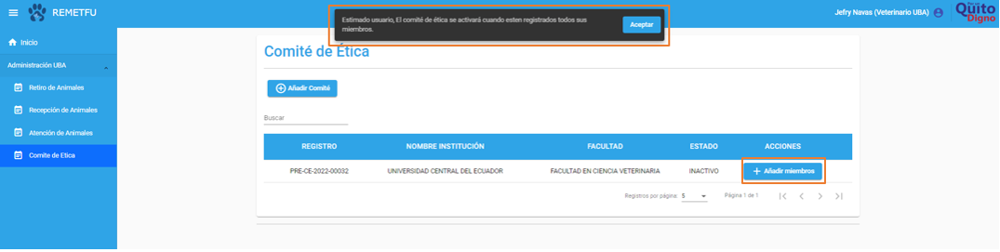 REMETFU
Estimado usuario, El comité de ética se activará cuando esten registrados todos sus
miembros.
Aceptar
Jefry Navas (Veterinario UBA)
Quito
Digno
Inicio
Administración UBA
Retiro de Animales
Recepción de Animales
Atención de Animales
Comite de Etica
Comité de Ética
Añadir Comité
Buscar
REGISTRO NOMBRE INSTITUCIÓN FACULTAD ESTADO ACCIONES
PRE-CE-2022-00032 UNIVERSIDAD CENTRAL DEL ECUADOR FACULTAD EN CIENCIA VETERINARIA INACTIVO Añadir miembros
Registros por página: 5 Página 1 de 1